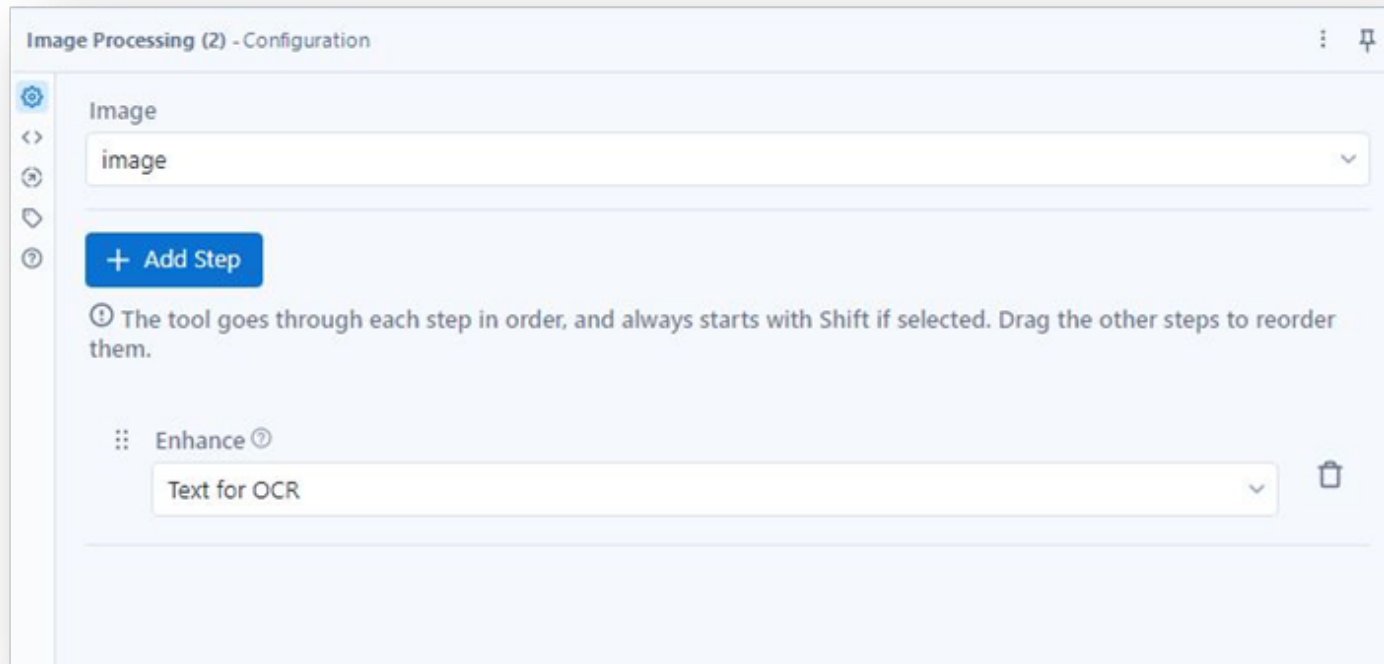 Image Processing (2) - Configuration
Image
image
+ Add Step
The tool goes through each step in order, and always starts with Shift if selected. Drag the other steps to reorder
them.
Enhance
Text for OCR